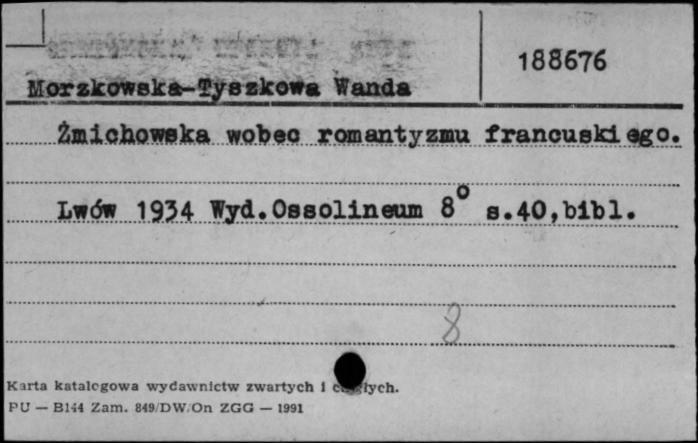 188676
Morzkowska-Tyszkowa Wanda
Żmichowska wobec romantyzmu francuskiego.
Lwów 1934 Wyd.Ossolineum 8° s.40,bibl.
8
Karta katalogowa wydawnictw zwartych i ciągłych.
PU — B144 Zam. 849/DW/On ZGG — 1991